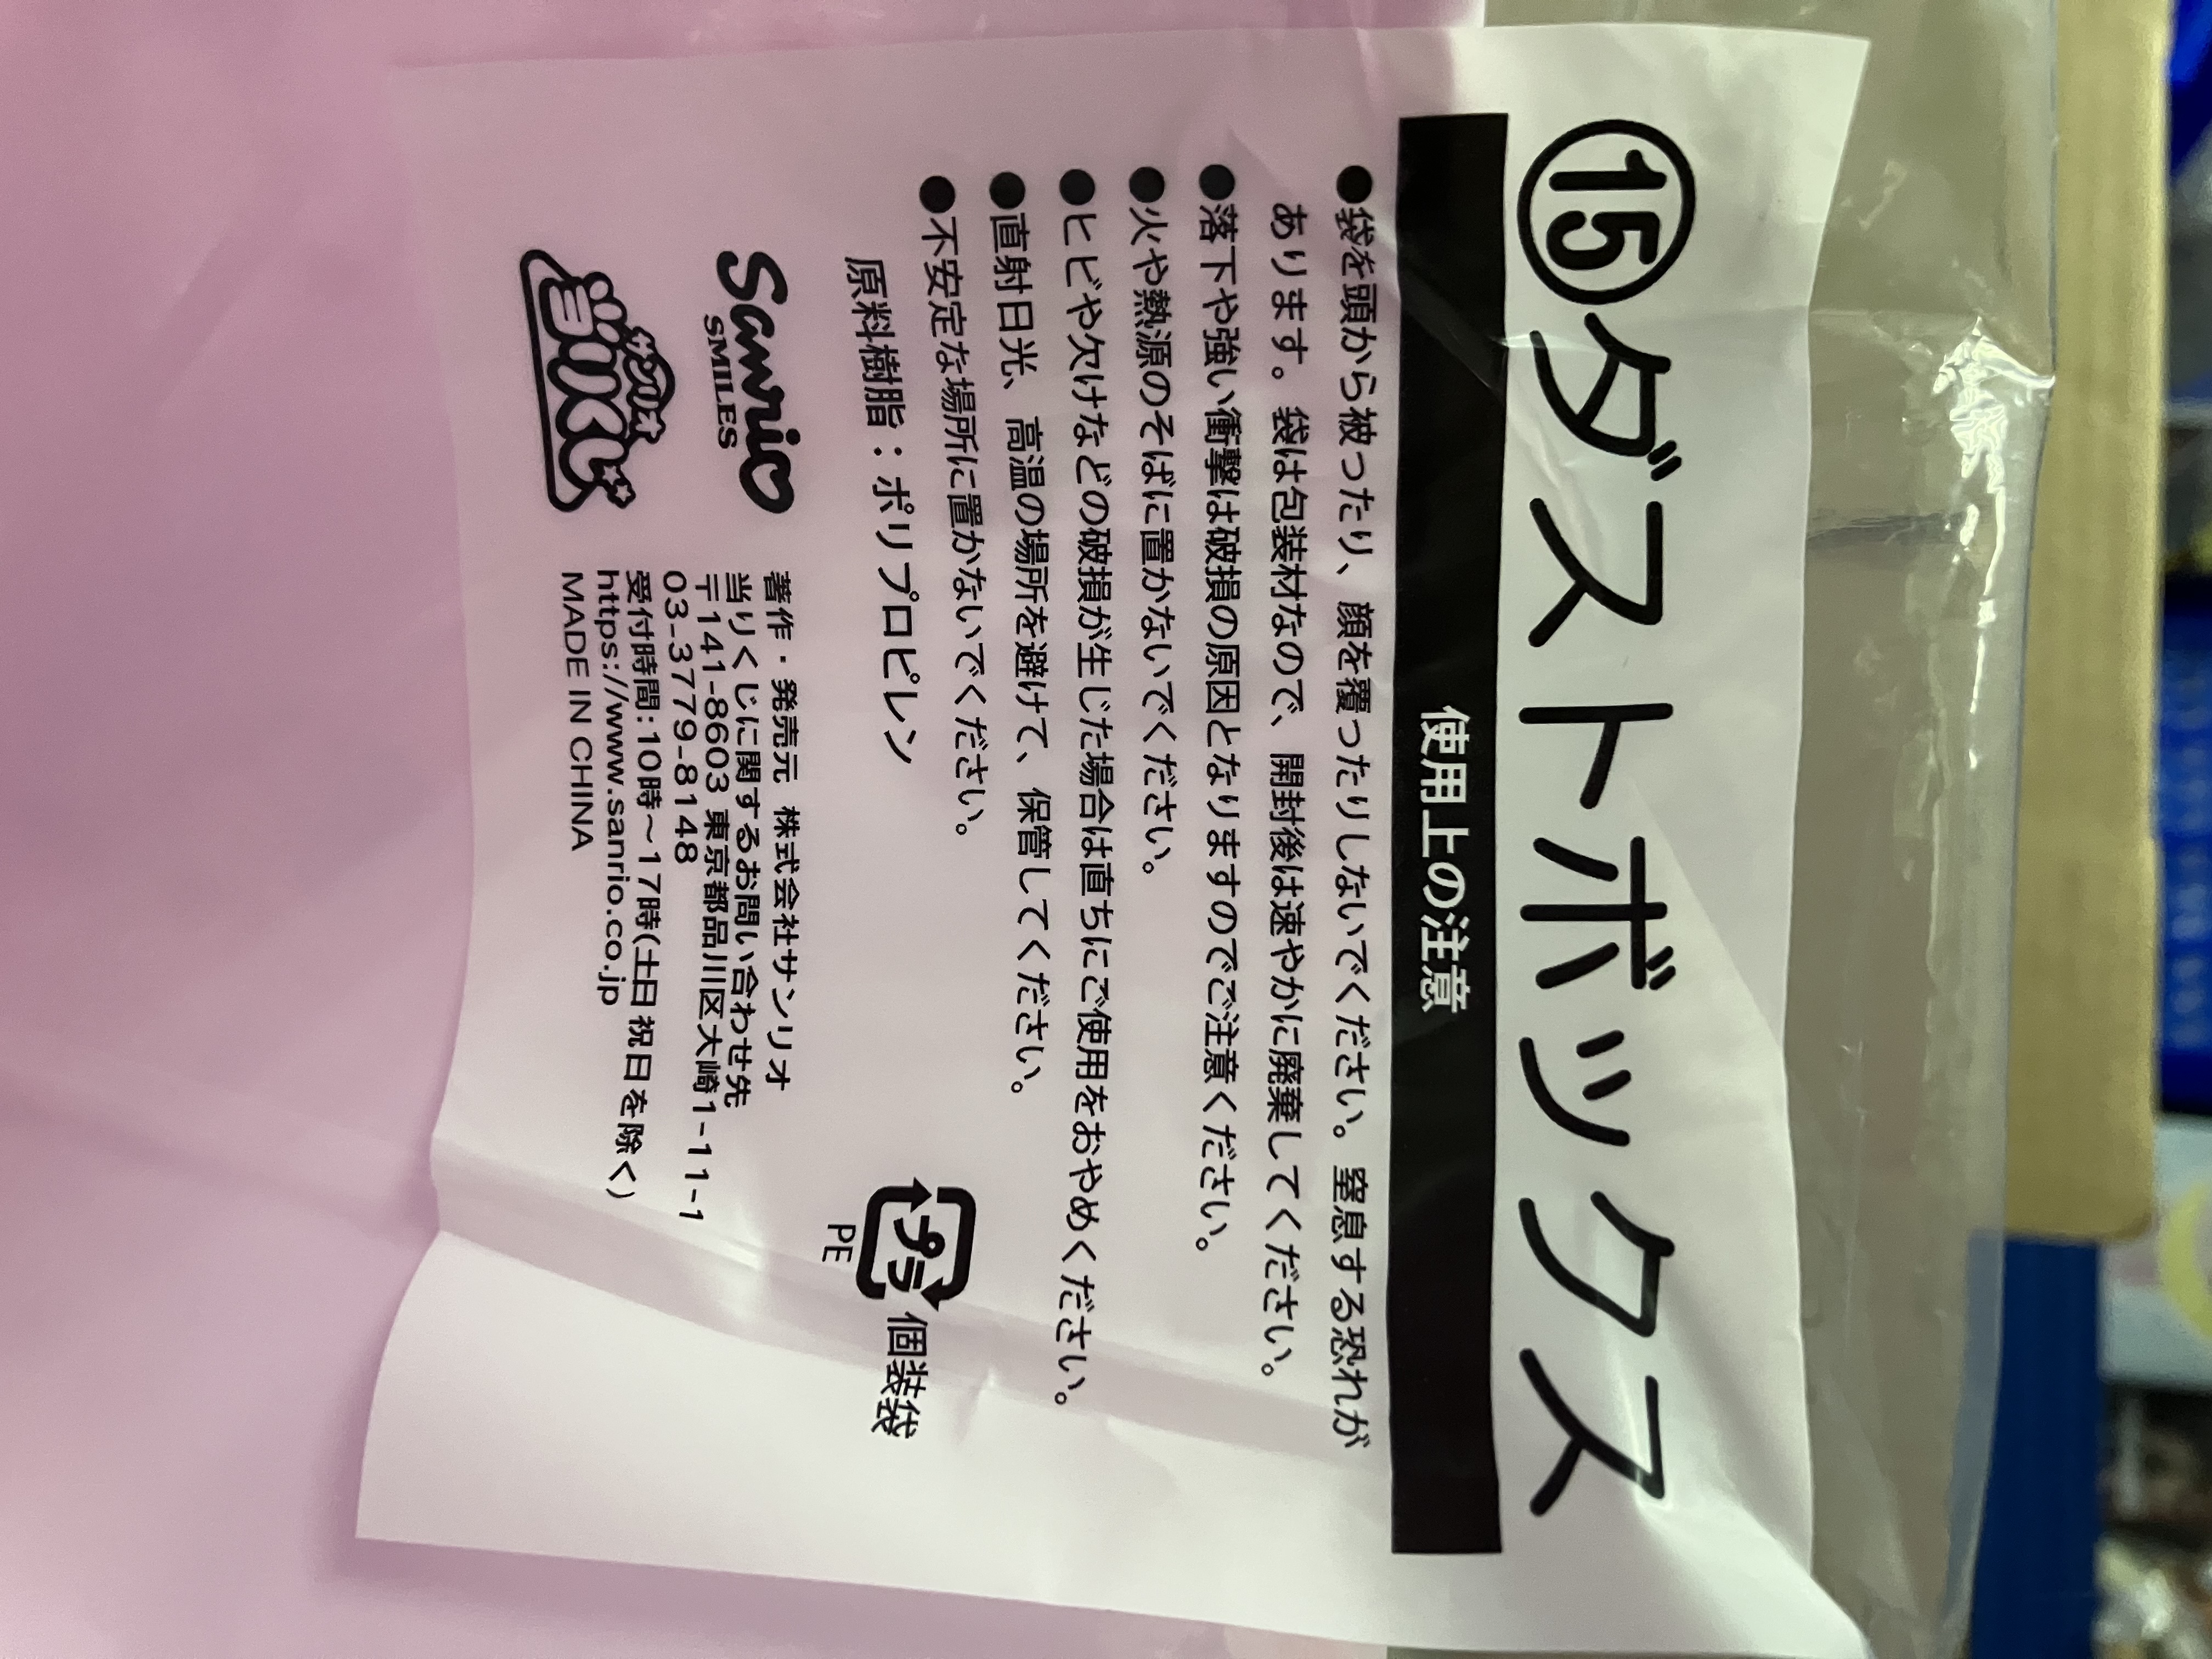 ⑮ダストボックス
使用上の注意
●袋を頭から被ったり、顔を覆ったりしないでください。窒息する恐れが
あります。袋は包装材なので、開封後は速やかに廃棄してください。
●落下や強い衝撃は破損の原因となりますのでご注意ください。
●火や熱源のそばに置かないでください。
●ヒビや欠けなどの破損が生じた場合は直ちにご使用をおやめください。
●直射日光、高温の場所を避けて、保管してください。
●不安定な場所に置かないでください。
原料樹脂：ポリプロピレン
プラ 個装袋
PE
Sanrio
SMILES
サンリオ
当りくじ
著作・発売元 株式会社サンリオ
当りくじに関するお問い合わせ先
〒141-8603 東京都品川区大崎1-11-1
03-3779-8148
受付時間:10時～17時(土日祝日を除く)
https://www.sanrio.co.jp
MADE IN CHINA